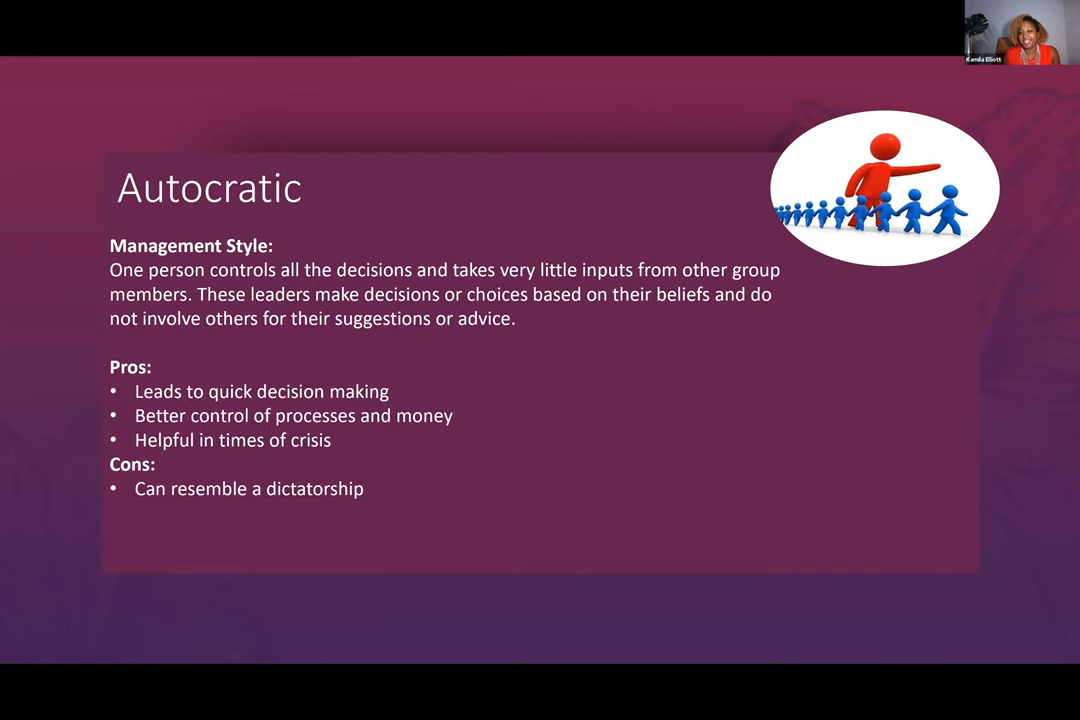 Kamila Elliott
Autocratic
Management Style:
One person controls all the decisions and takes very little inputs from other group
members. These leaders make decisions or choices based on their beliefs and do
not involve others for their suggestions or advice.
Pros:
• Leads to quick decision making
• Better control of processes and money
• Helpful in times of crisis
Cons:
• Can resemble a dictatorship